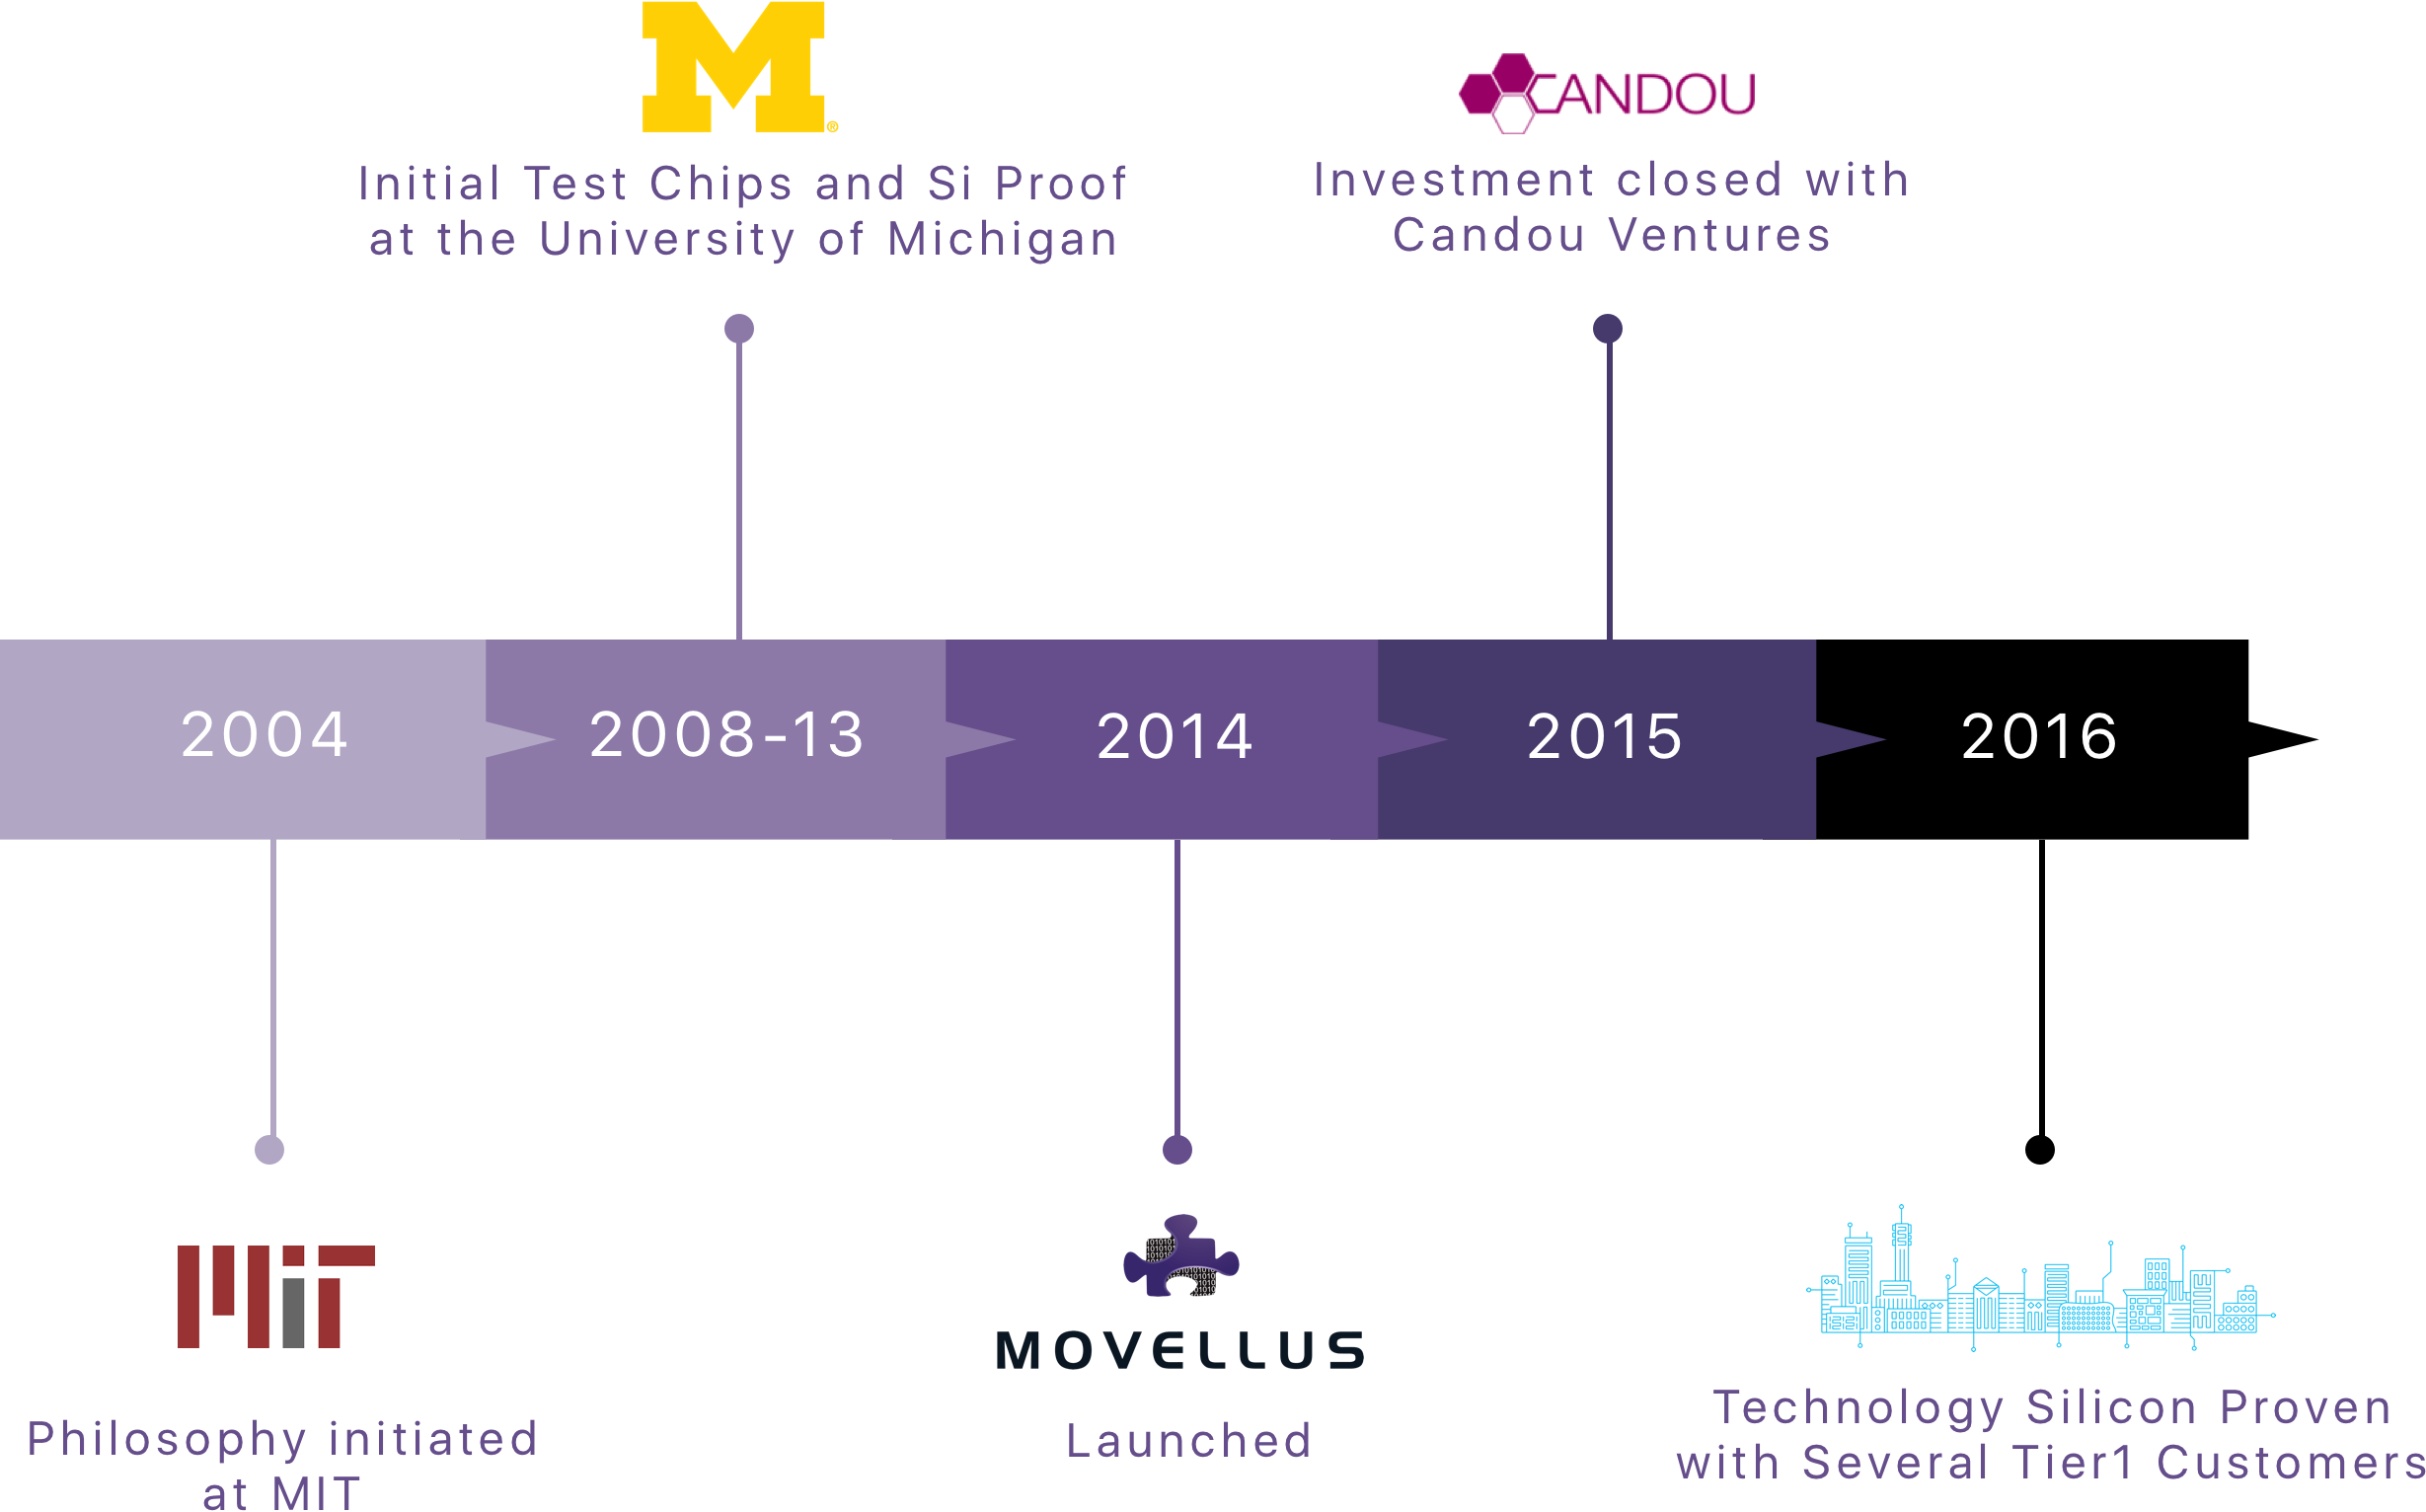 M®
CANDOU
Initial Test Chips and Si Proof
at the University of Michigan
Investment closed with
Candou Ventures
2004
2008-13
2014
2015
2016
MIT
Philosophy initiated
at MIT
MOVELLUS
Launched
Technology Silicon Proven
with Several Tier1 Customers